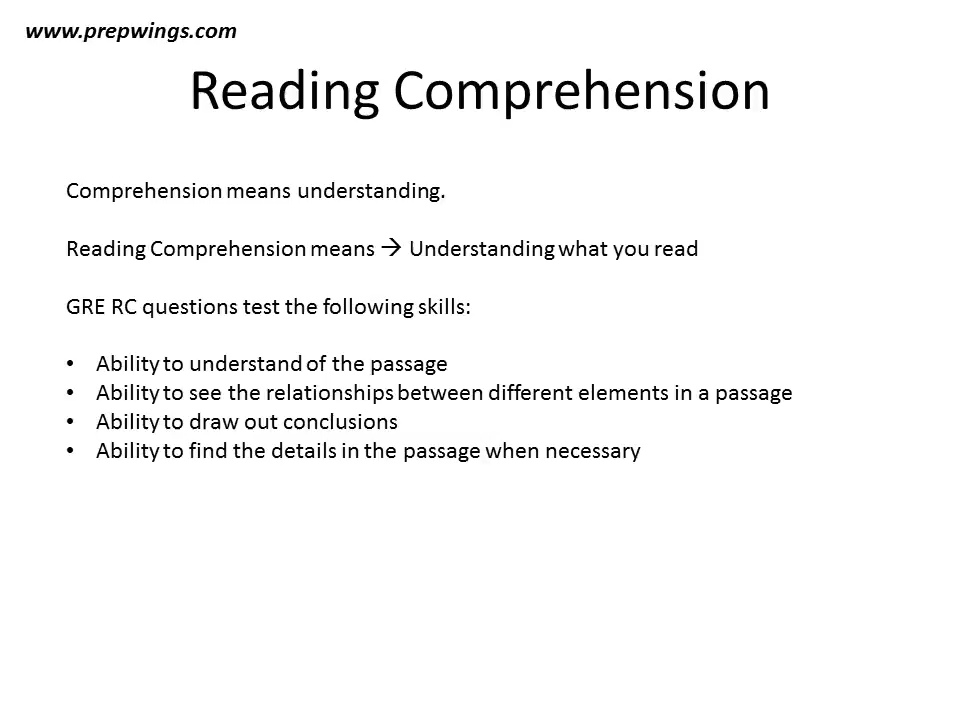 www.prepwings.com
Reading Comprehension
Comprehension means understanding.
Reading Comprehension means → Understanding what you read
GRE RC questions test the following skills:
• Ability to understand of the passage
• Ability to see the relationships between different elements in a passage
• Ability to draw out conclusions
• Ability to find the details in the passage when necessary